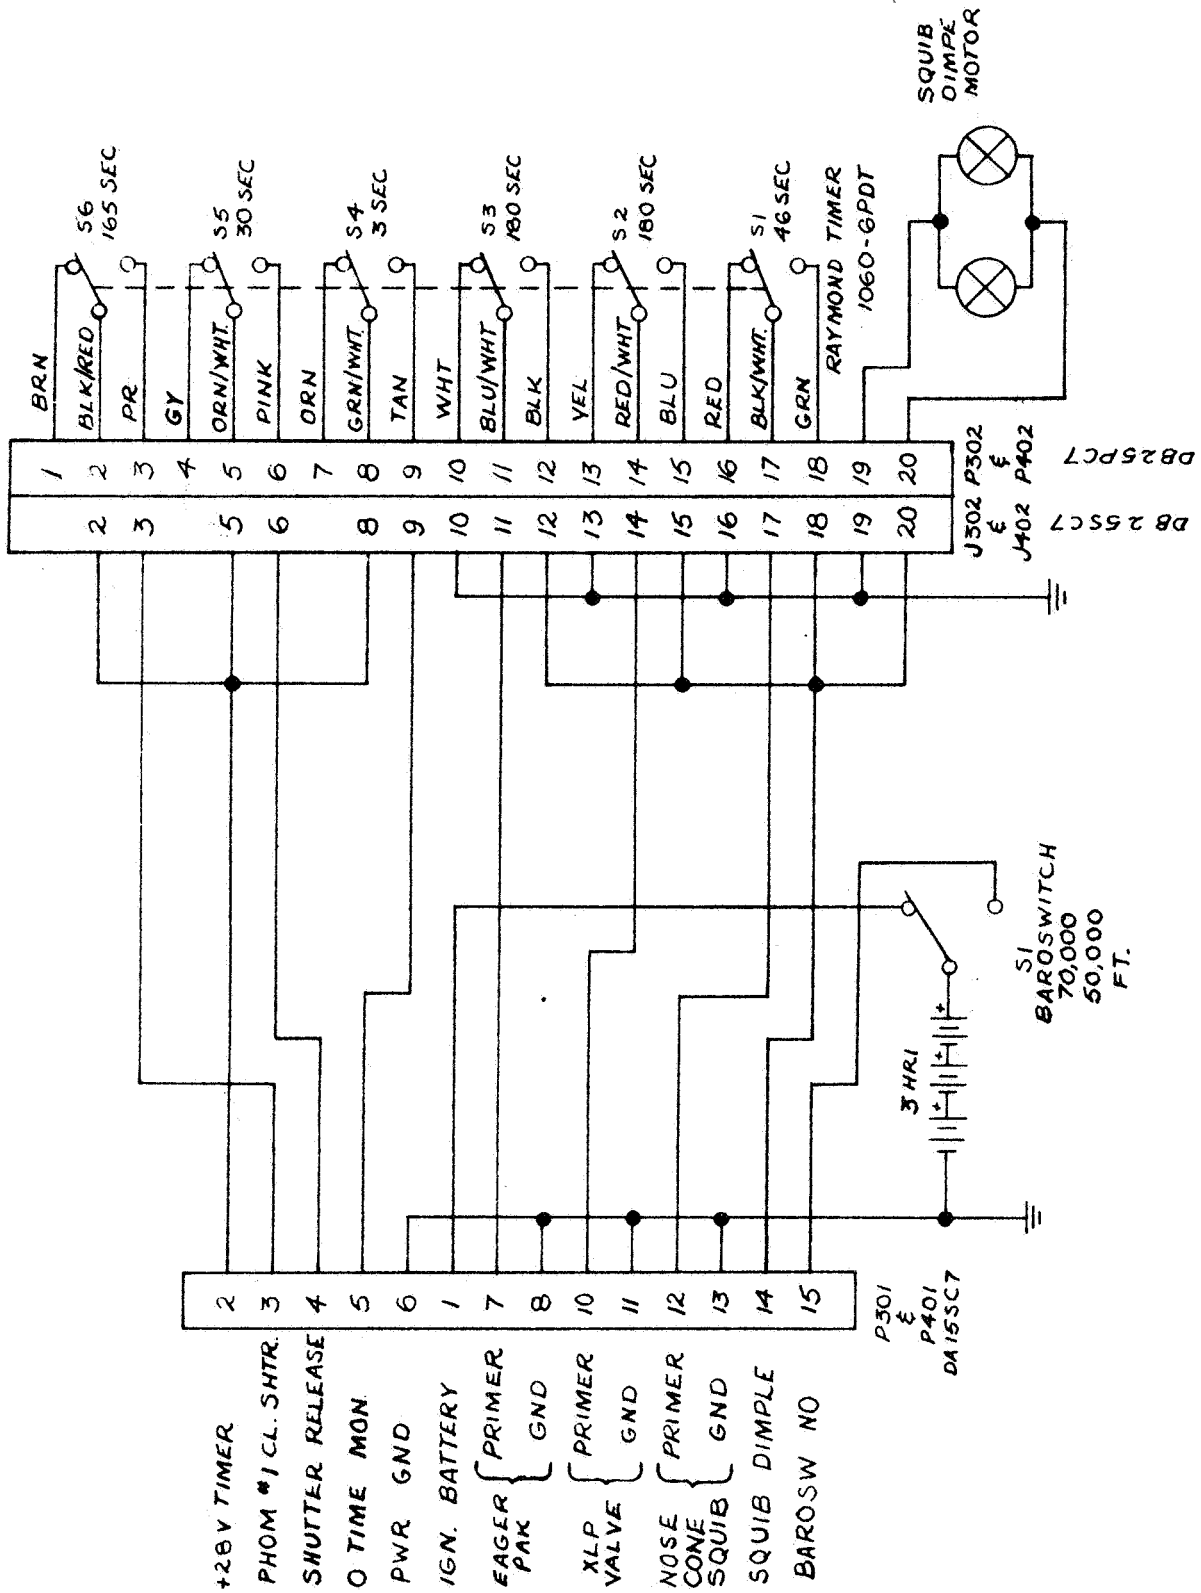 +28V TIMER
PHOM #1 CL. SHTR.
SHUTTER RELEASE
O TIME MON.
PWR GND
IGN. BATTERY
EAGER PAK
PRIMER
GND
XLP VALVE
PRIMER
GND
NOSE CONE SQUIB
PRIMER
GND
SQUIB DIMPLE
BAROSW NO
2
3
4
5
6
1
7
8
10
11
12
13
14
15
P301
&
P401
DA15SC7
3 HR1
+
+
+
S1
BAROSWITCH
70,000
50,000
FT.
2
3
5
6
8
9
10
11
12
13
14
15
16
17
18
19
20
J302
&
J402
DB25SC7
1
2
3
4
5
6
7
8
9
10
11
12
13
14
15
16
17
18
19
20
P302
&
P402
DB25PC7
BRN
BLK/RED
PR
GY
ORN/WHT.
PINK
ORN
GRN/WHT.
TAN
WHT
BLU/WHT
BLK
YEL
RED/WHT
BLU
RED
BLK/WHT.
GRN
S6
165 SEC
S5
30 SEC
S4
3 SEC
S3
180 SEC
S2
180 SEC
S1
46 SEC
RAYMOND TIMER
1060-6PDT
SQUIB
DIMPE
MOTOR